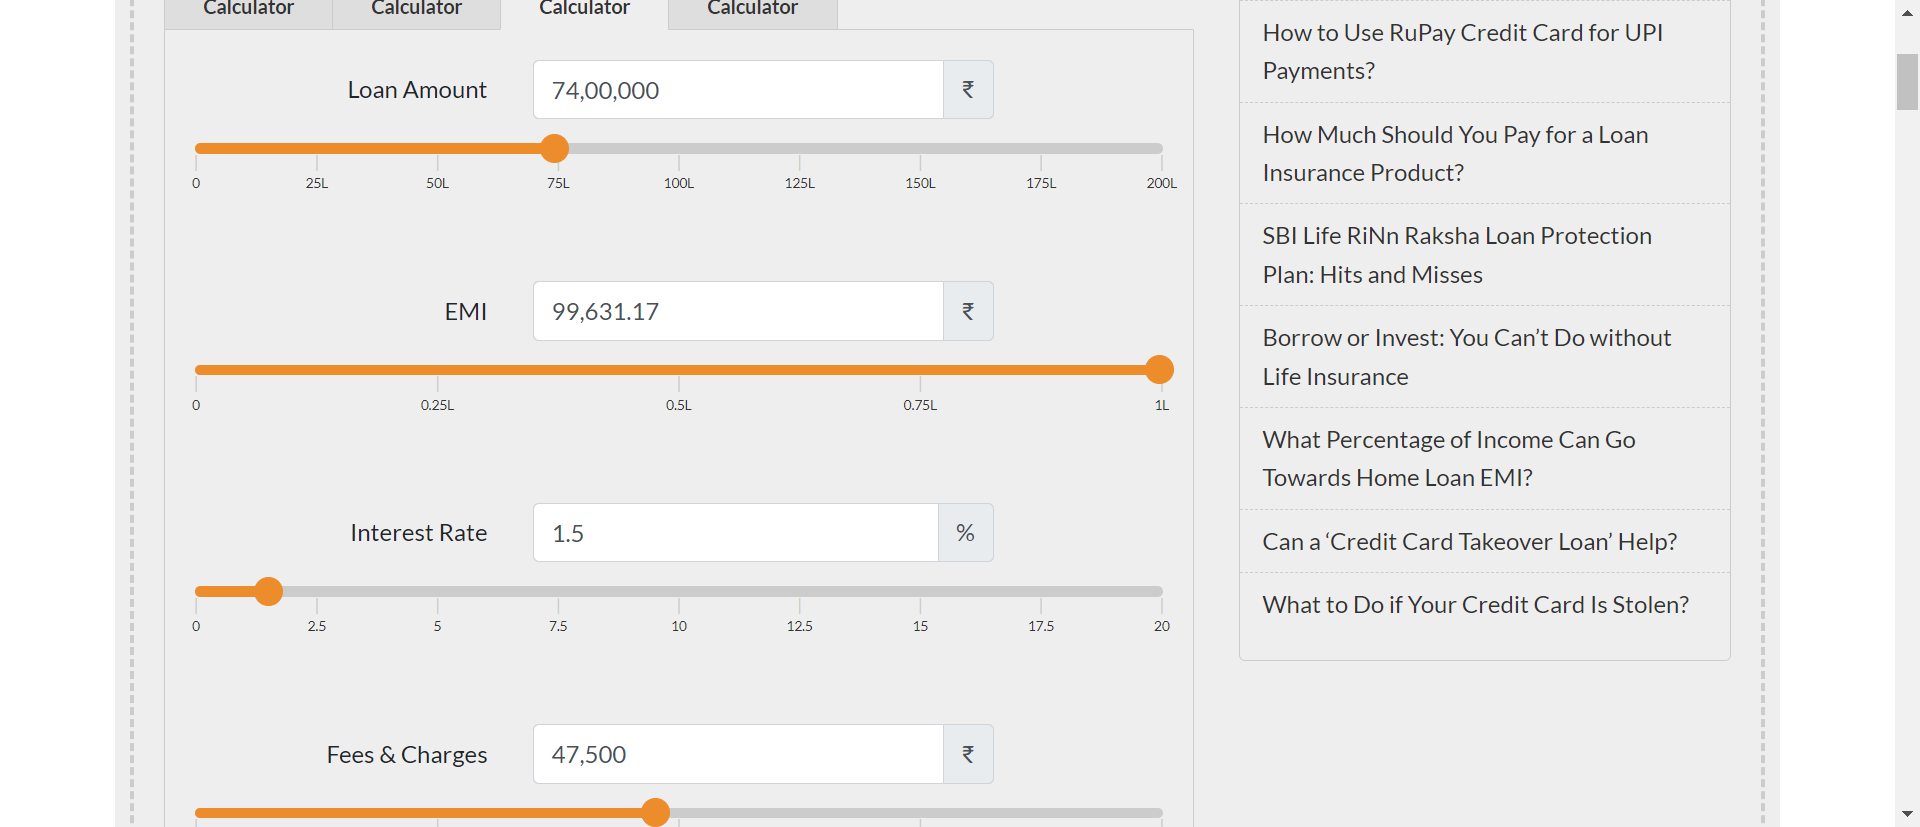 Calculator
Calculator
Calculator
Calculator
Loan Amount
74,00,000
₹
0
25L
50L
75L
100L
125L
150L
175L
200L
EMI
99,631.17
₹
0
0.25L
0.5L
0.75L
1L
Interest Rate
1.5
%
0
2.5
5
7.5
10
12.5
15
17.5
20
Fees & Charges
47,500
₹
How to Use RuPay Credit Card for UPI
Payments?
How Much Should You Pay for a Loan
Insurance Product?
SBI Life RiNn Raksha Loan Protection
Plan: Hits and Misses
Borrow or Invest: You Can’t Do without
Life Insurance
What Percentage of Income Can Go
Towards Home Loan EMI?
Can a ‘Credit Card Takeover Loan’ Help?
What to Do if Your Credit Card Is Stolen?